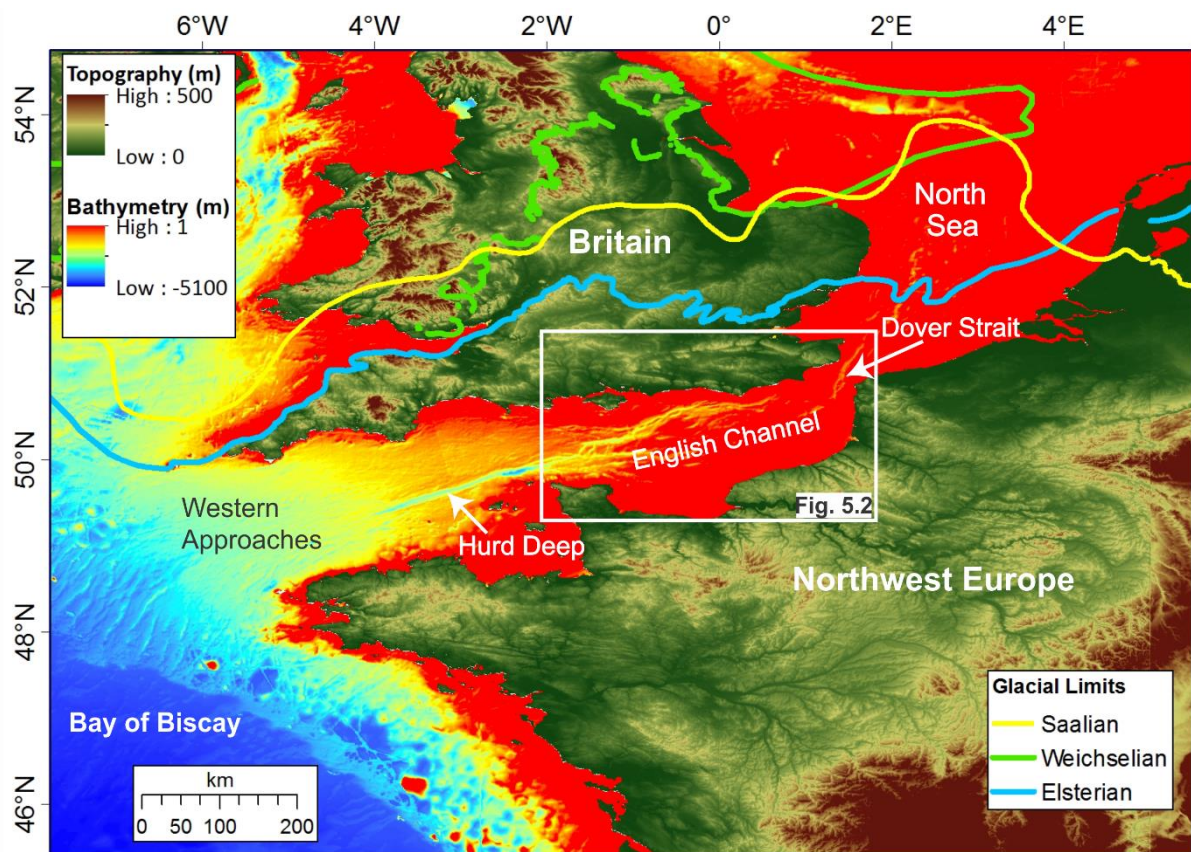 6°W 4°W 2°W 0° 2°E 4°E
54°N
52°N
50°N
48°N
46°N
Topography (m)
High : 500
Low : 0
Bathymetry (m)
High : 1
Low : -5100
North
Sea
Britain
Dover Strait
English Channel
Western
Approaches
Fig. 5.2
Hurd Deep
Northwest Europe
Bay of Biscay
km
0 50 100 200
Glacial Limits
Saalian
Weichselian
Elsterian